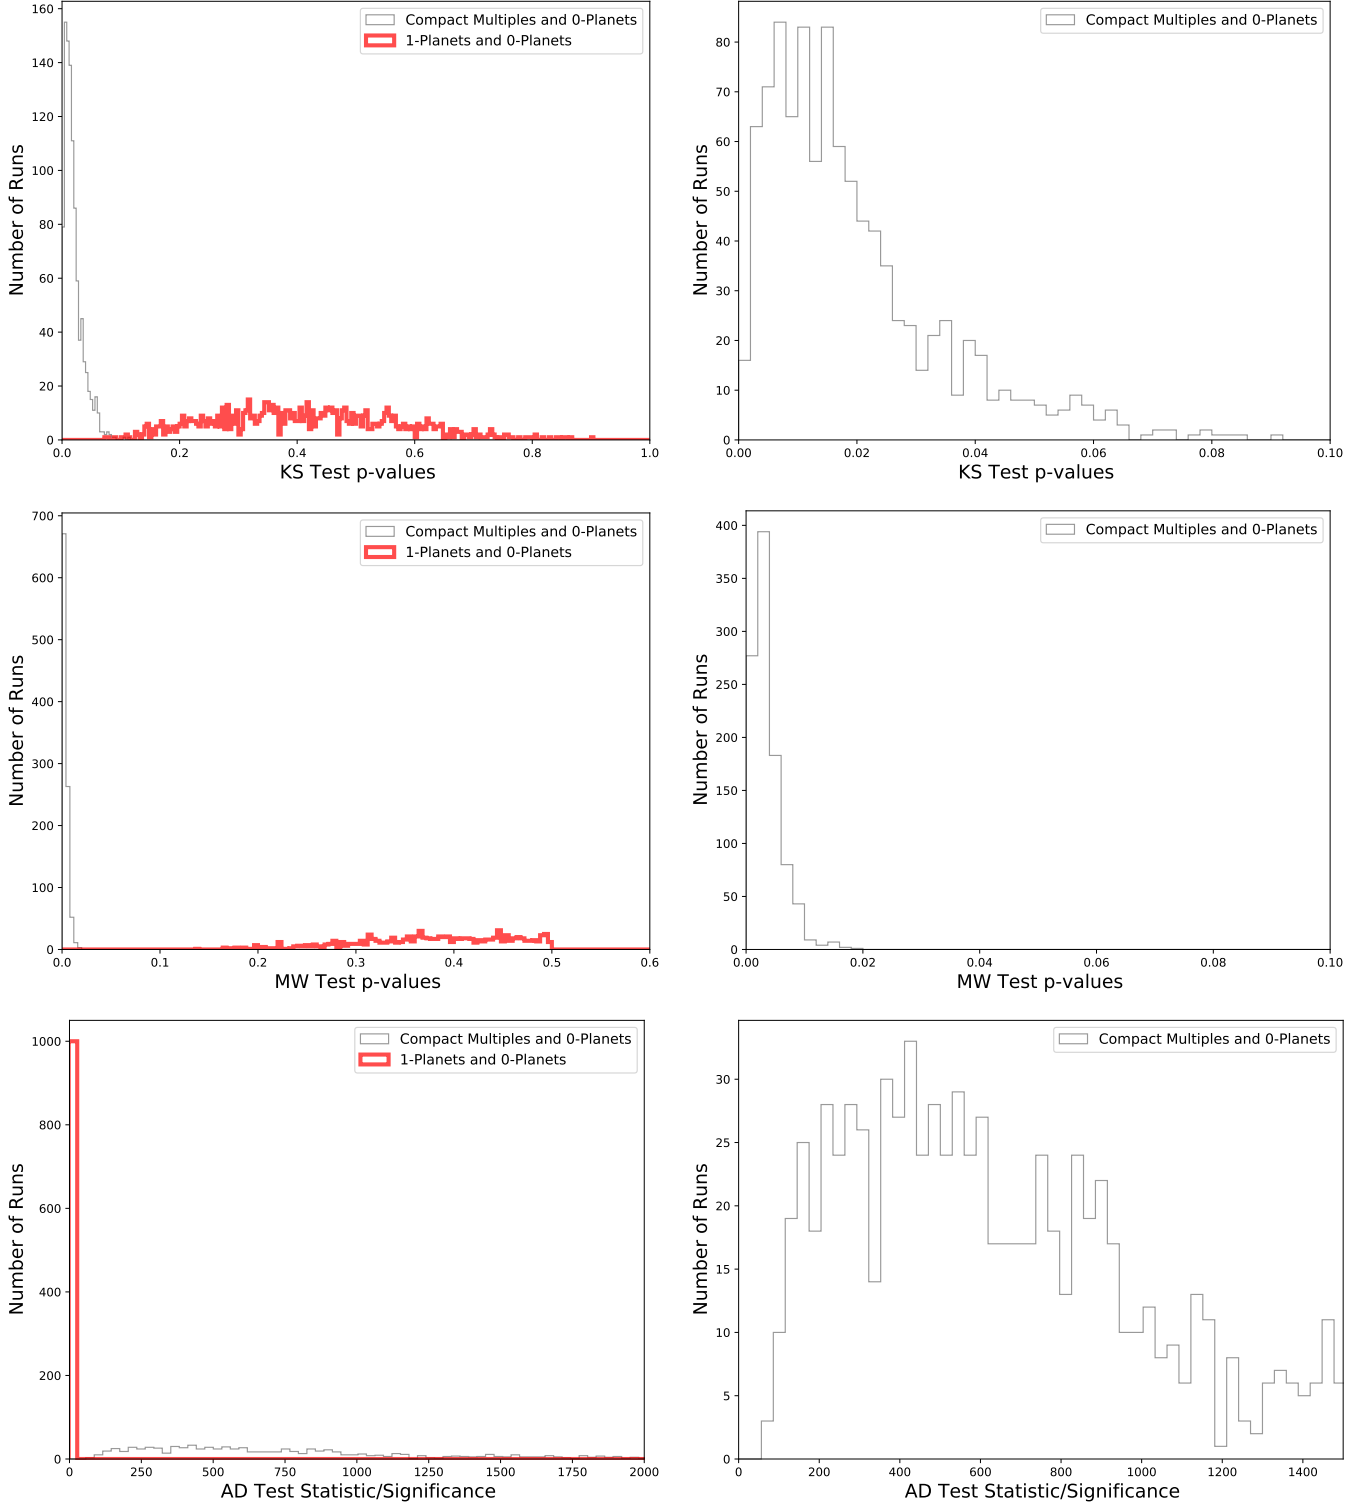 160
140
120
100
80
60
40
20
0
Number of Runs
Compact Multiples and 0-Planets
1-Planets and 0-Planets
0.0 0.2 0.4 0.6 0.8 1.0
KS Test p-values
80
70
60
50
40
30
20
10
0
Number of Runs
Compact Multiples and 0-Planets
0.00 0.02 0.04 0.06 0.08 0.10
KS Test p-values
700
600
500
400
300
200
100
0
Number of Runs
Compact Multiples and 0-Planets
1-Planets and 0-Planets
0.0 0.1 0.2 0.3 0.4 0.5 0.6
MW Test p-values
400
350
300
250
200
150
100
50
0
Number of Runs
Compact Multiples and 0-Planets
0.00 0.02 0.04 0.06 0.08 0.10
MW Test p-values
1000
800
600
400
200
0
Number of Runs
Compact Multiples and 0-Planets
1-Planets and 0-Planets
0 250 500 750 1000 1250 1500 1750 2000
AD Test Statistic/Significance
30
25
20
15
10
5
0
Number of Runs
Compact Multiples and 0-Planets
0 200 400 600 800 1000 1200 1400
AD Test Statistic/Significance